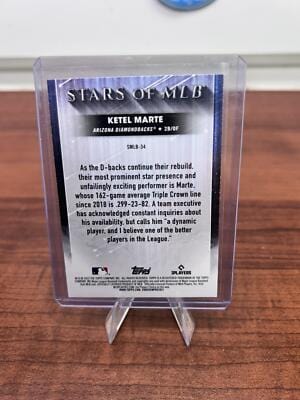 STARS OF MLB
KETEL MARTE
ARIZONA DIAMONDBACKS® • 2B/OF
SMLB-34
As the D-backs continue their rebuild,
their most prominent star presence and
unfailingly exciting performer is Marte,
whose 162-game average Triple Crown line
since 2018 is .299-23-82. A team executive
has acknowledged constant inquiries about
his availability, but calls him "a dynamic
player, and I believe one of the better
players in the League."
MLB
Topps
PLAYERS